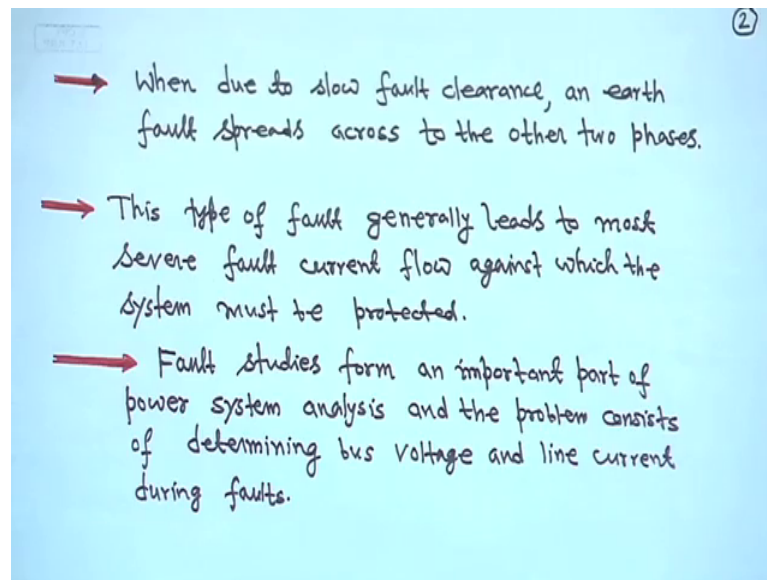 2
When due to slow fault clearance, an earth
fault spreads across to the other two phases.
This type of fault generally leads to most
severe fault current flow against which the
system must be protected.
Fault studies form an important part of
power system analysis and the problem consists
of determining bus voltage and line current
during faults.